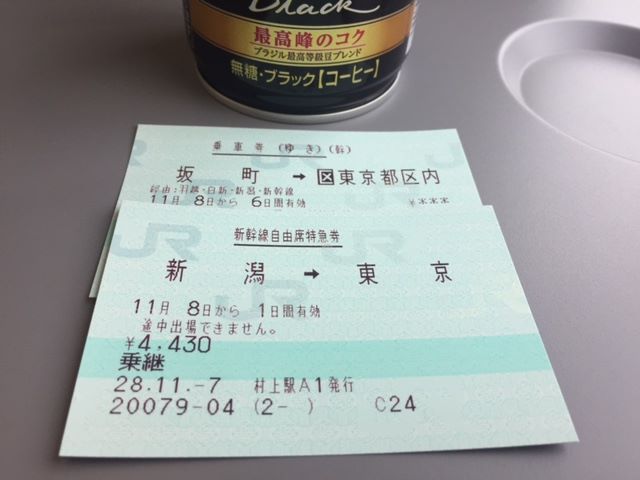 Black
最高峰のコク
ブラジル最高等級豆ブレンド
無糖・ブラック【コーヒー】
乗車券 (ゆき) (特)
坂町 → 区東京都区内
経由:羽越・白新・新潟・新幹線
11月 8日から 6日間有効 ¥***
JR
新幹線自由席特急券
新潟 → 東京
11月 8日から 1日間有効
途中出場できません。
¥4,430
乗継
28.11.-7 村上駅A1発行
20079-04 (2- ) C24